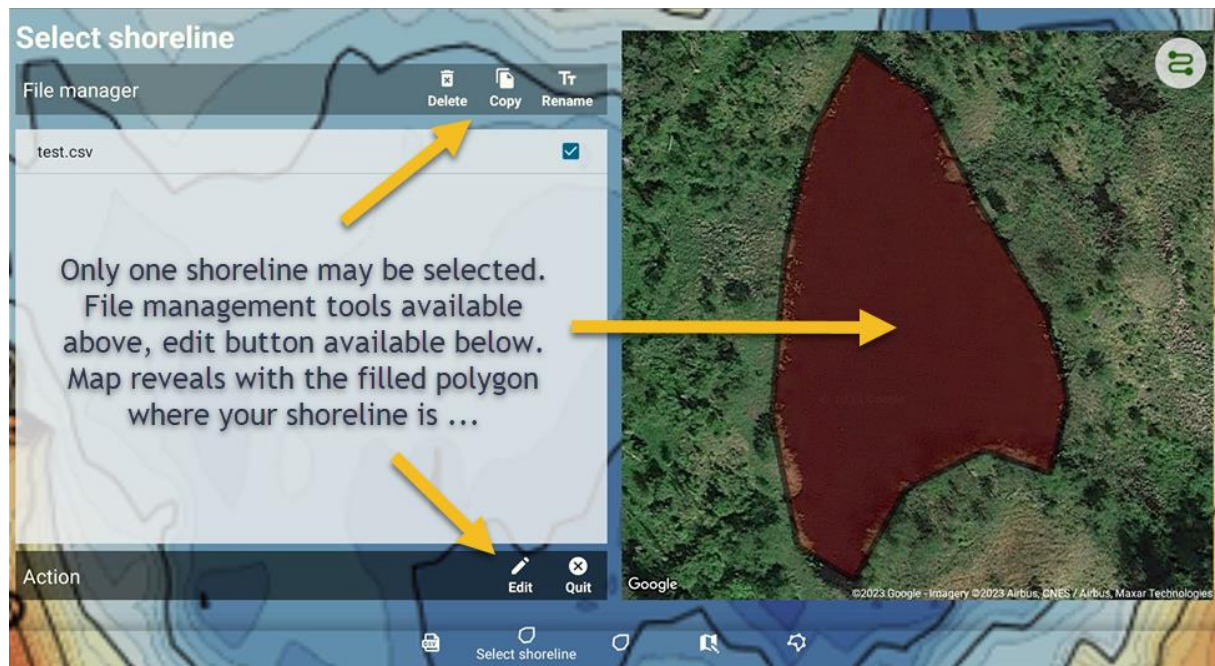 Select shoreline
File manager
Delete
Copy
Tt
Rename
test.csv
Only one shoreline may be selected.
File management tools available
above, edit button available below.
Map reveals with the filled polygon
where your shoreline is ...
Action
Edit
Quit
Google
©2023 Google - Imagery ©2023 Airbus, CNES / Airbus, Maxar Technologies
CSV
Select shoreline